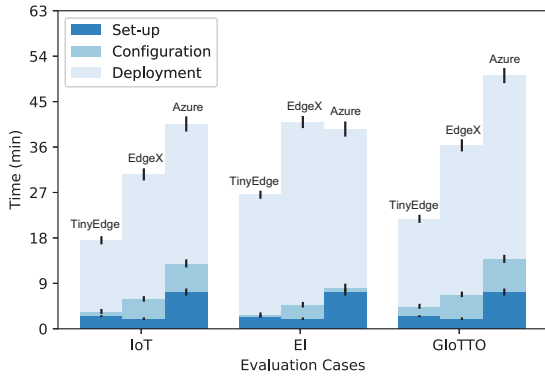 63
54
45
36
27
18
9
0
Time (min)
Set-up
Configuration
Deployment
TinyEdge
EdgeX
Azure
TinyEdge
EdgeX
Azure
TinyEdge
EdgeX
Azure
IoT
EI
GIoTTO
Evaluation Cases